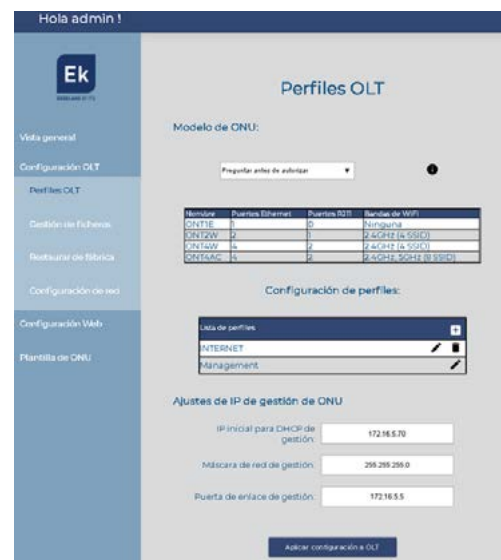 Hola admin !
Ek
Perfiles OLT
Modelo de ONU:
Vista general
Configuración OLT
Preguntar antes de autorizar
Perfiles OLT
Gestión de ficheros
Nombre Puertos Ethernet Puertos RJ11 Bandas de WiFi
ONT1E 1 0 Ninguna
ONT2W 2 1 2.4GHz (4 SSID)
ONT4W 4 2 2.4GHz (4 SSID)
ONT4AC 4 2 2.4GHz, 5GHz (8 SSID)
Restaurar de fábrica
Configuración de red
Configuración de perfiles:
Configuración Web
Lista de perfiles
INTERNET
Plantilla de ONU
Management
Ajustes de IP de gestión de ONU
IP inicial para DHCP de gestión: 172.16.5.70
Máscara de red de gestión: 255.255.255.0
Puerta de enlace de gestión: 172.16.5.5
Aplicar configuración a OLT